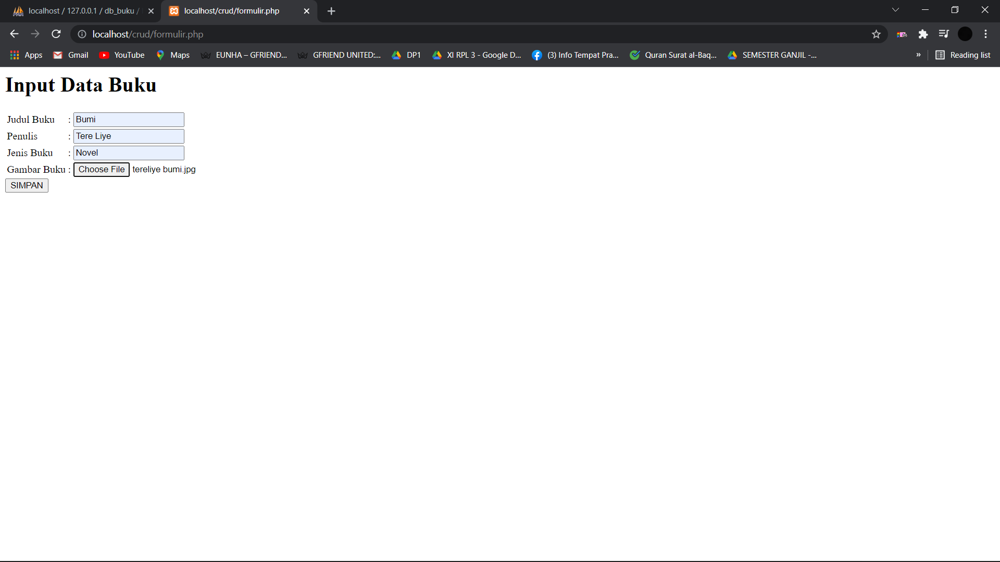 localhost / 127.0.0.1 / db_buku /
localhost/crud/formulir.php
localhost/crud/formulir.php
Apps Gmail YouTube Maps EUNHA – GFRIEND... GFRIEND UNITED:... DP1 XI RPL 3 - Google D... (3) Info Tempat Pra... Quran Surat al-Baq... SEMESTER GANJIL -... » Reading list
Input Data Buku
Judul Buku : Bumi
Penulis : Tere Liye
Jenis Buku : Novel
Gambar Buku : Choose File tereliye bumi.jpg
SIMPAN